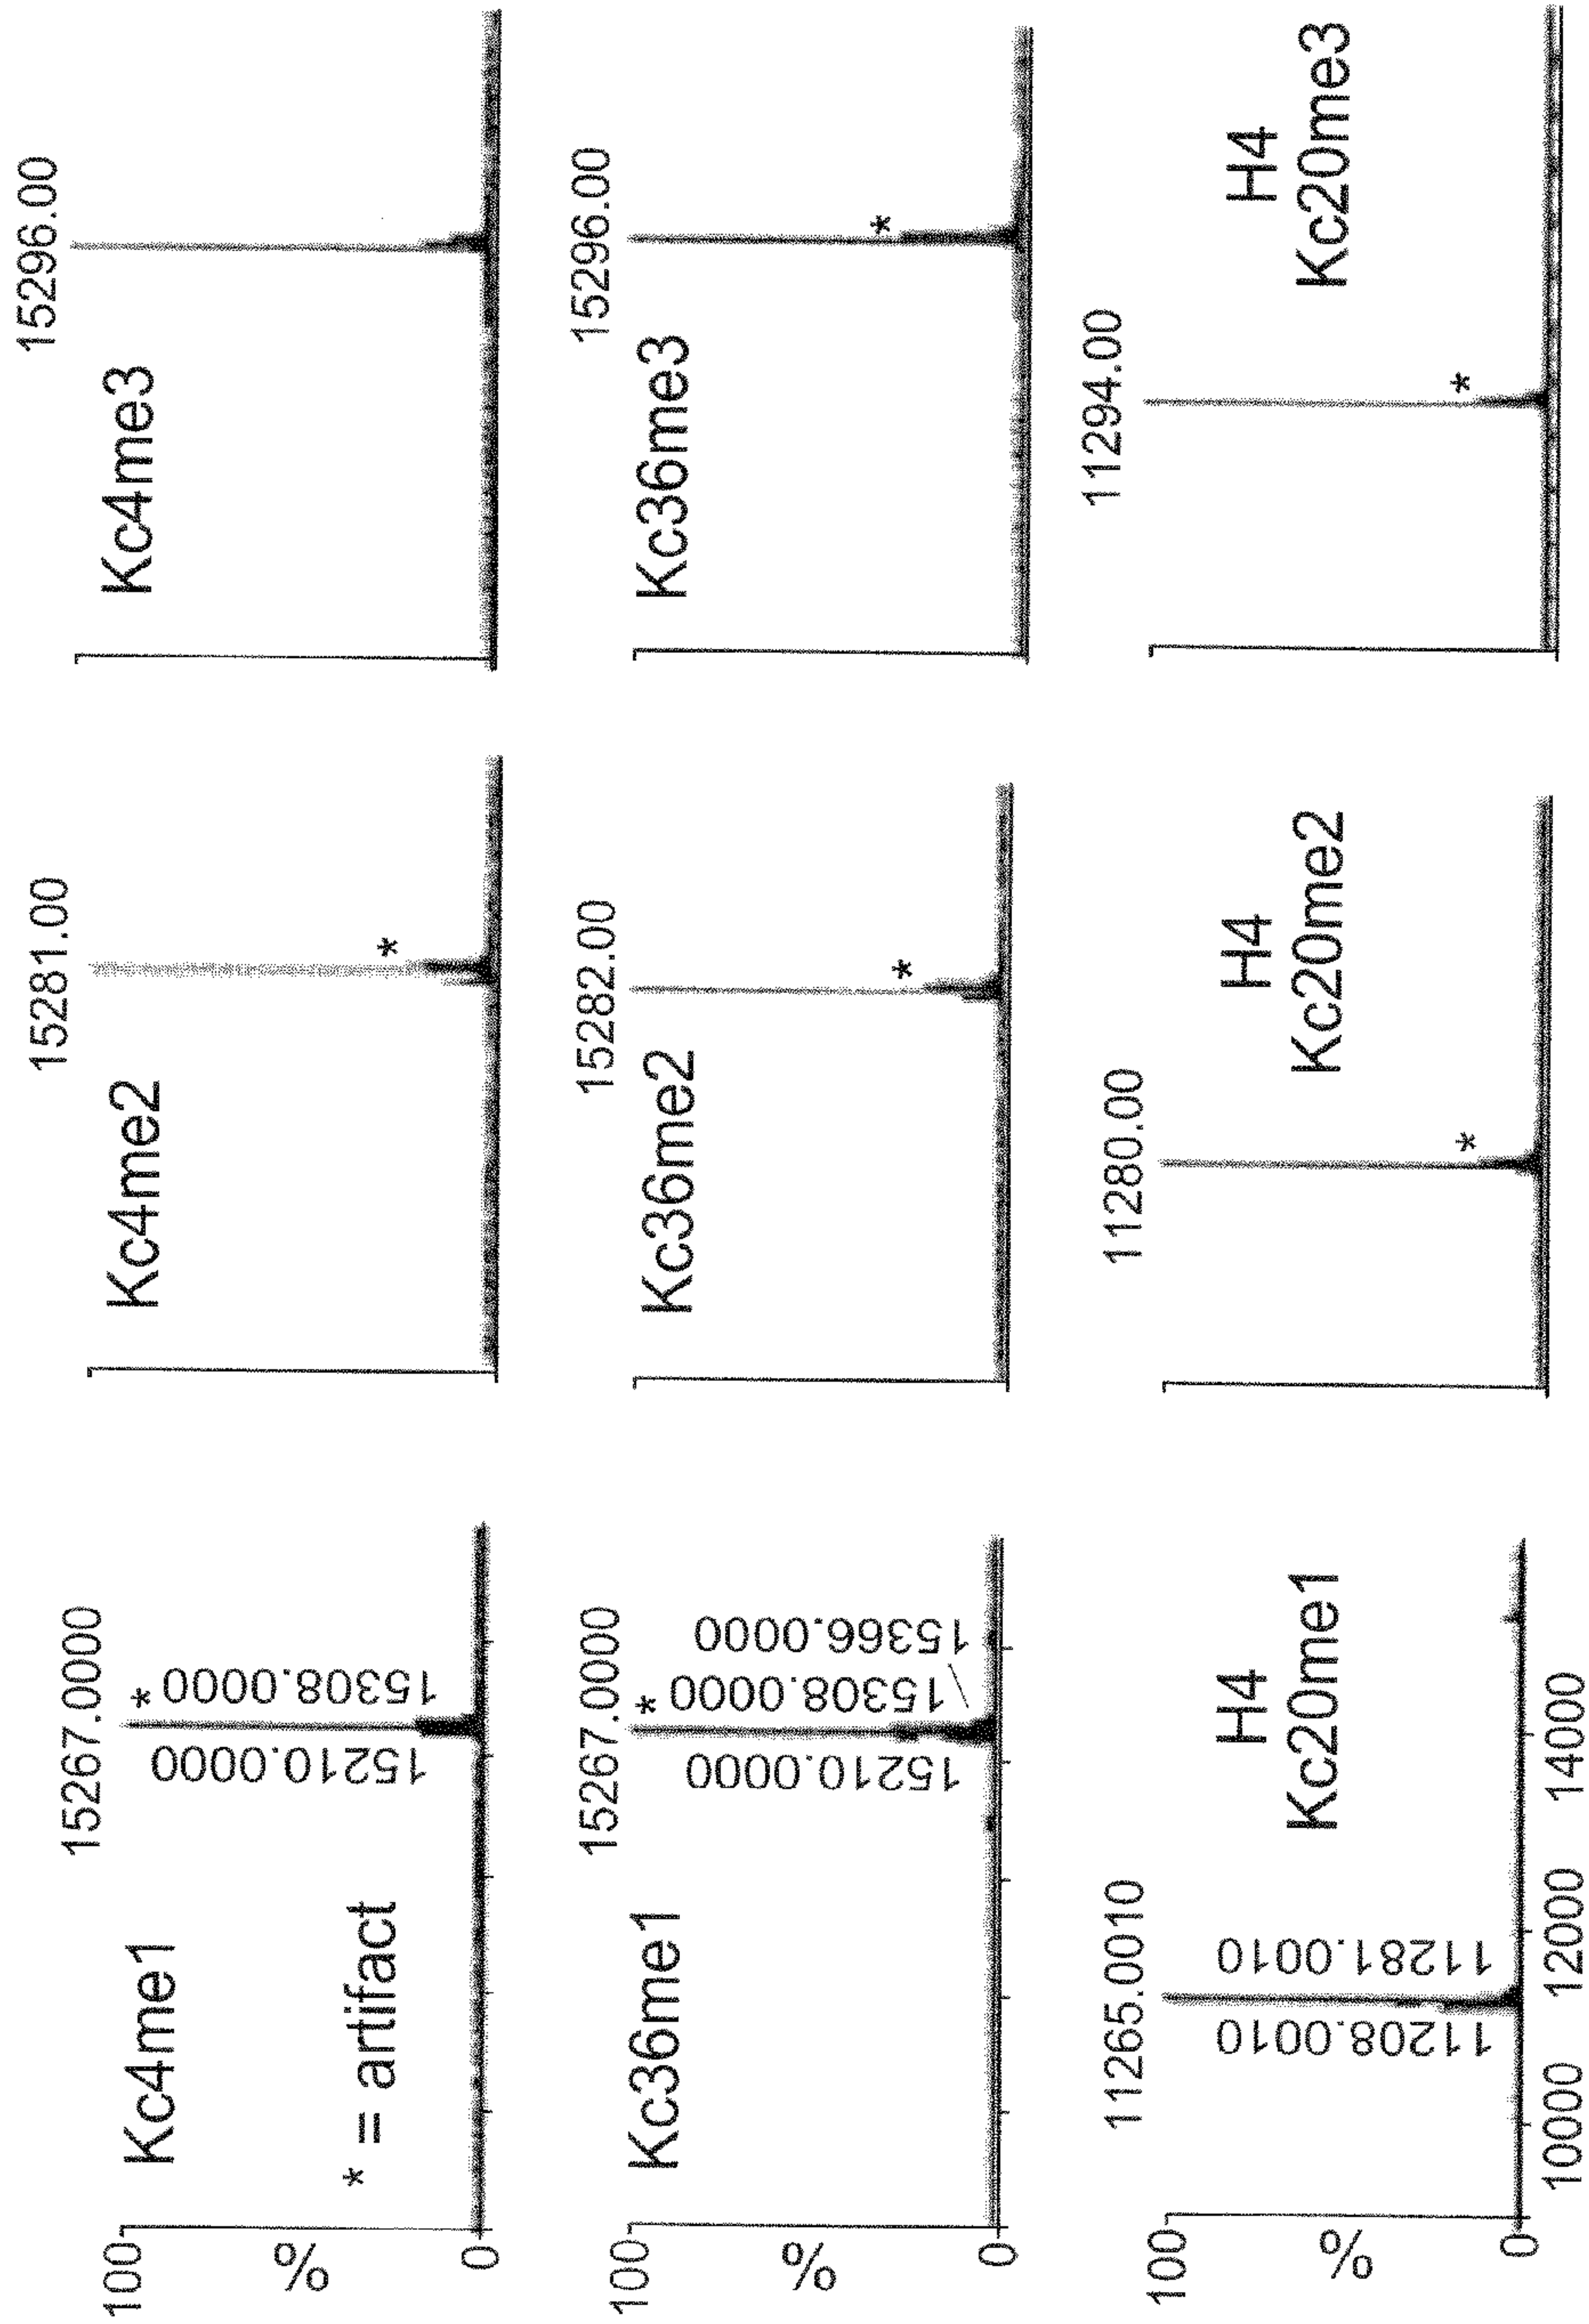 15267.0000
Kc4me1
100
%
0
15210.0000
*
15308.0000
* = artifact
15281.00
Kc4me2
*
15296.00
Kc4me3
15267.0000
Kc36me1
100
%
0
15210.0000
*
15308.0000
15366.0000
15282.00
Kc36me2
*
15296.00
Kc36me3
*
11265.0010
100
%
0
11208.0010
11281.0010
H4
Kc20me1
10000 12000 14000
11280.00
*
H4
Kc20me2
11294.00
*
H4
Kc20me3